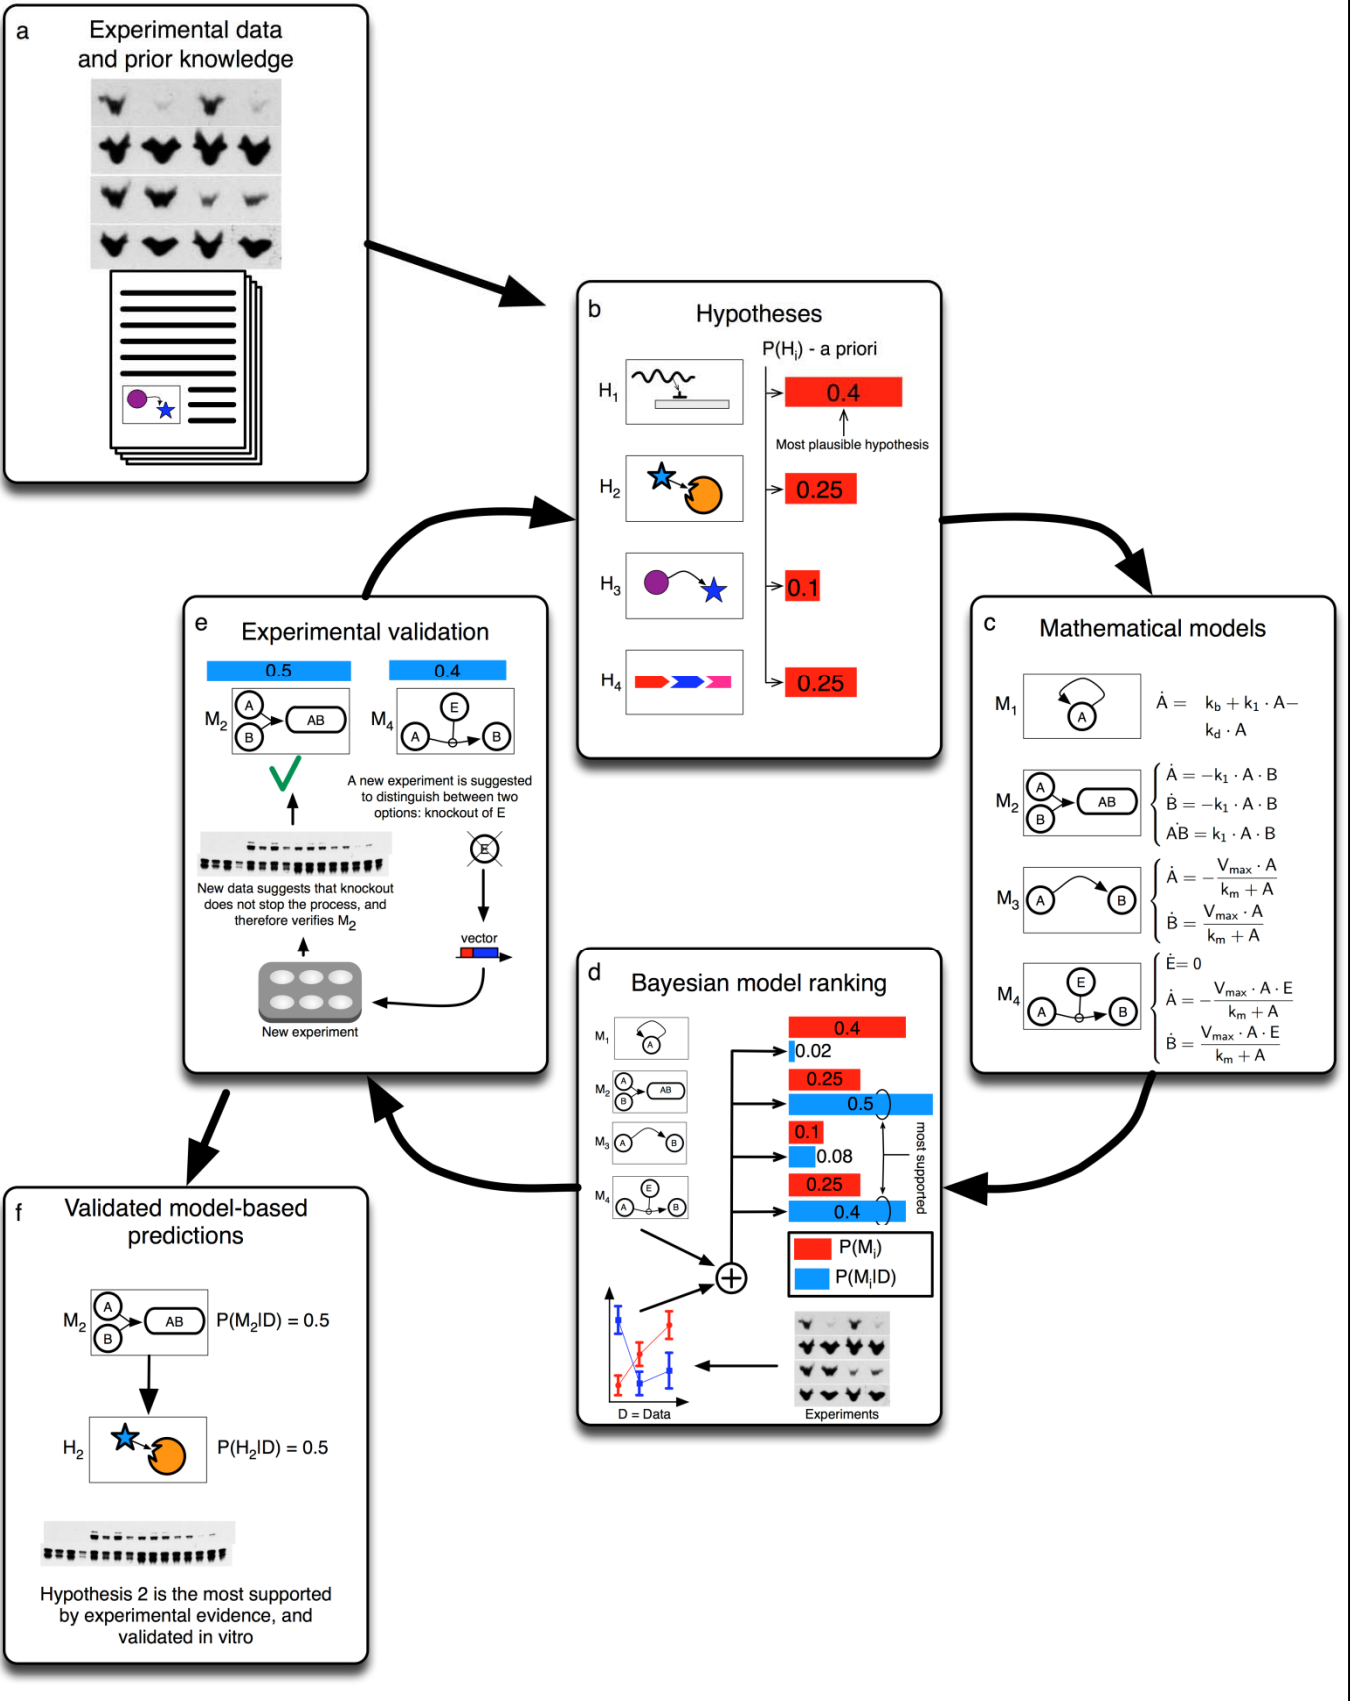 a
Experimental data
and prior knowledge
b
Hypotheses
P(Hi) - a priori
H1
0.4
Most plausible hypothesis
H2
0.25
H3
0.1
H4
0.25
c
Mathematical models
M1
A
Ȧ = kb + k1 · A−
kd · A
M2
A
B
AB
Ȧ = −k1 · A · B
Ḃ = −k1 · A · B
AḂ = k1 · A · B
M3
A
B
Ȧ = − Vmax · A / km + A
Ḃ = Vmax · A / km + A
M4
E
A
B
Ė= 0
Ȧ = − Vmax · A · E / km + A
Ḃ = Vmax · A · E / km + A
d
Bayesian model ranking
M1
A
0.4
0.02
M2
A
B
AB
0.25
0.5
M3
A
B
0.1
0.08
M4
E
A
B
0.25
0.4
most supported
P(Mi)
P(Mi|D)
D = Data
Experiments
e
Experimental validation
0.5
0.4
M2
A
B
AB
M4
E
A
B
A new experiment is suggested
to distinguish between two
options: knockout of E
E
New data suggests that knockout
does not stop the process, and
therefore verifies M2
vector
New experiment
f
Validated model-based
predictions
M2
A
B
AB
P(M2|D) = 0.5
H2
P(H2|D) = 0.5
Hypothesis 2 is the most supported
by experimental evidence, and
validated in vitro